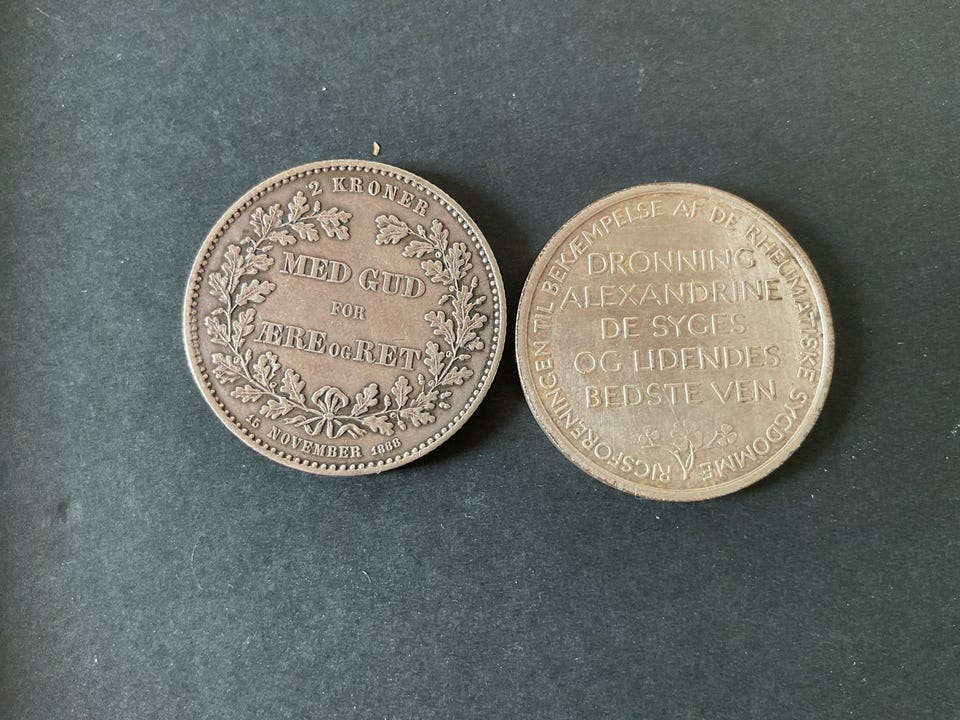 2 KRONER
MED GUD
FOR
ÆRE OG RET
15 NOVEMBER 1888
RIGSFORENINGEN TIL BEKÆMPELSE AF DE RHEUMATISKE SYGDOMME
DRONNING
ALEXANDRINE
DE SYGES
OG LIDENDES
BEDSTE VEN